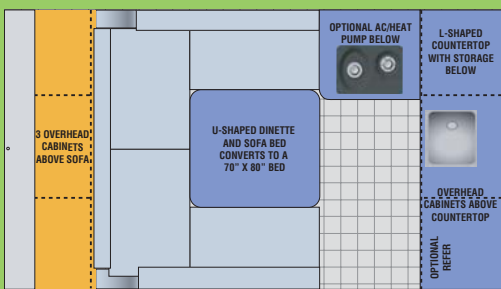 3 OVERHEAD
CABINETS
ABOVE SOFA
U-SHAPED DINETTE
AND SOFA BED
CONVERTS TO A
70" X 80" BED
OPTIONAL AC/HEAT
PUMP BELOW
L-SHAPED
COUNTERTOP
WITH STORAGE
BELOW
OVERHEAD
CABINETS ABOVE
COUNTERTOP
OPTIONAL
REFER